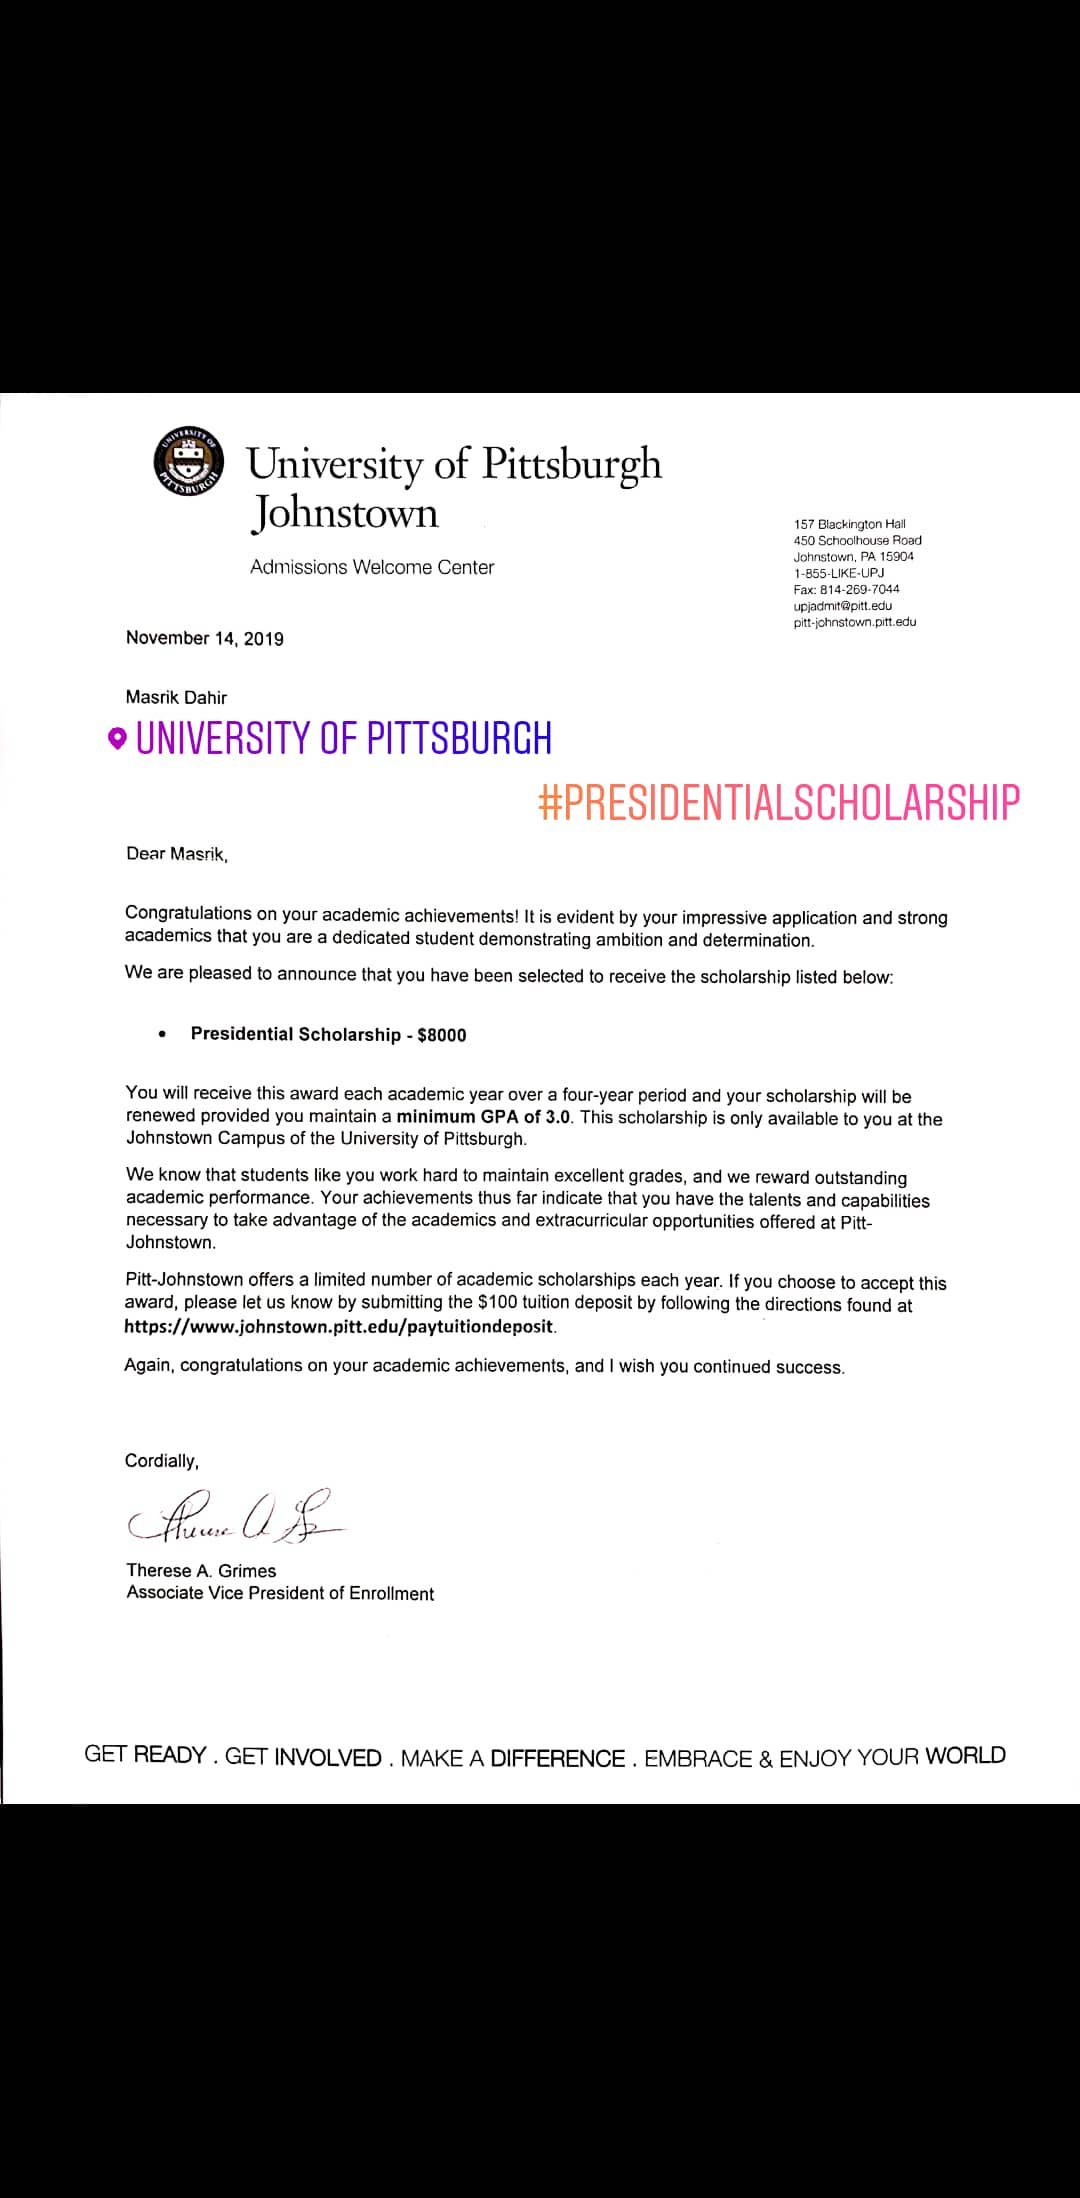 UNIVERSITY OF PITTSBURGH
University of Pittsburgh
Johnstown
Admissions Welcome Center
157 Blackington Hall
450 Schoolhouse Road
Johnstown, PA 15904
1-855-LIKE-UPJ
Fax: 814-269-7044
upjadmit@pitt.edu
pitt-johnstown.pitt.edu
November 14, 2019
Masrik Dahir
UNIVERSITY OF PITTSBURGH
#PRESIDENTIALSCHOLARSHIP
Dear Masrik,
Congratulations on your academic achievements! It is evident by your impressive application and strong
academics that you are a dedicated student demonstrating ambition and determination.
We are pleased to announce that you have been selected to receive the scholarship listed below:
• Presidential Scholarship - $8000
You will receive this award each academic year over a four-year period and your scholarship will be
renewed provided you maintain a minimum GPA of 3.0. This scholarship is only available to you at the
Johnstown Campus of the University of Pittsburgh.
We know that students like you work hard to maintain excellent grades, and we reward outstanding
academic performance. Your achievements thus far indicate that you have the talents and capabilities
necessary to take advantage of the academics and extracurricular opportunities offered at Pitt-
Johnstown.
Pitt-Johnstown offers a limited number of academic scholarships each year. If you choose to accept this
award, please let us know by submitting the $100 tuition deposit by following the directions found at
https://www.johnstown.pitt.edu/paytuitiondeposit.
Again, congratulations on your academic achievements, and I wish you continued success.
Cordially,
Therese A. Grimes
Associate Vice President of Enrollment
GET READY . GET INVOLVED . MAKE A DIFFERENCE . EMBRACE & ENJOY YOUR WORLD